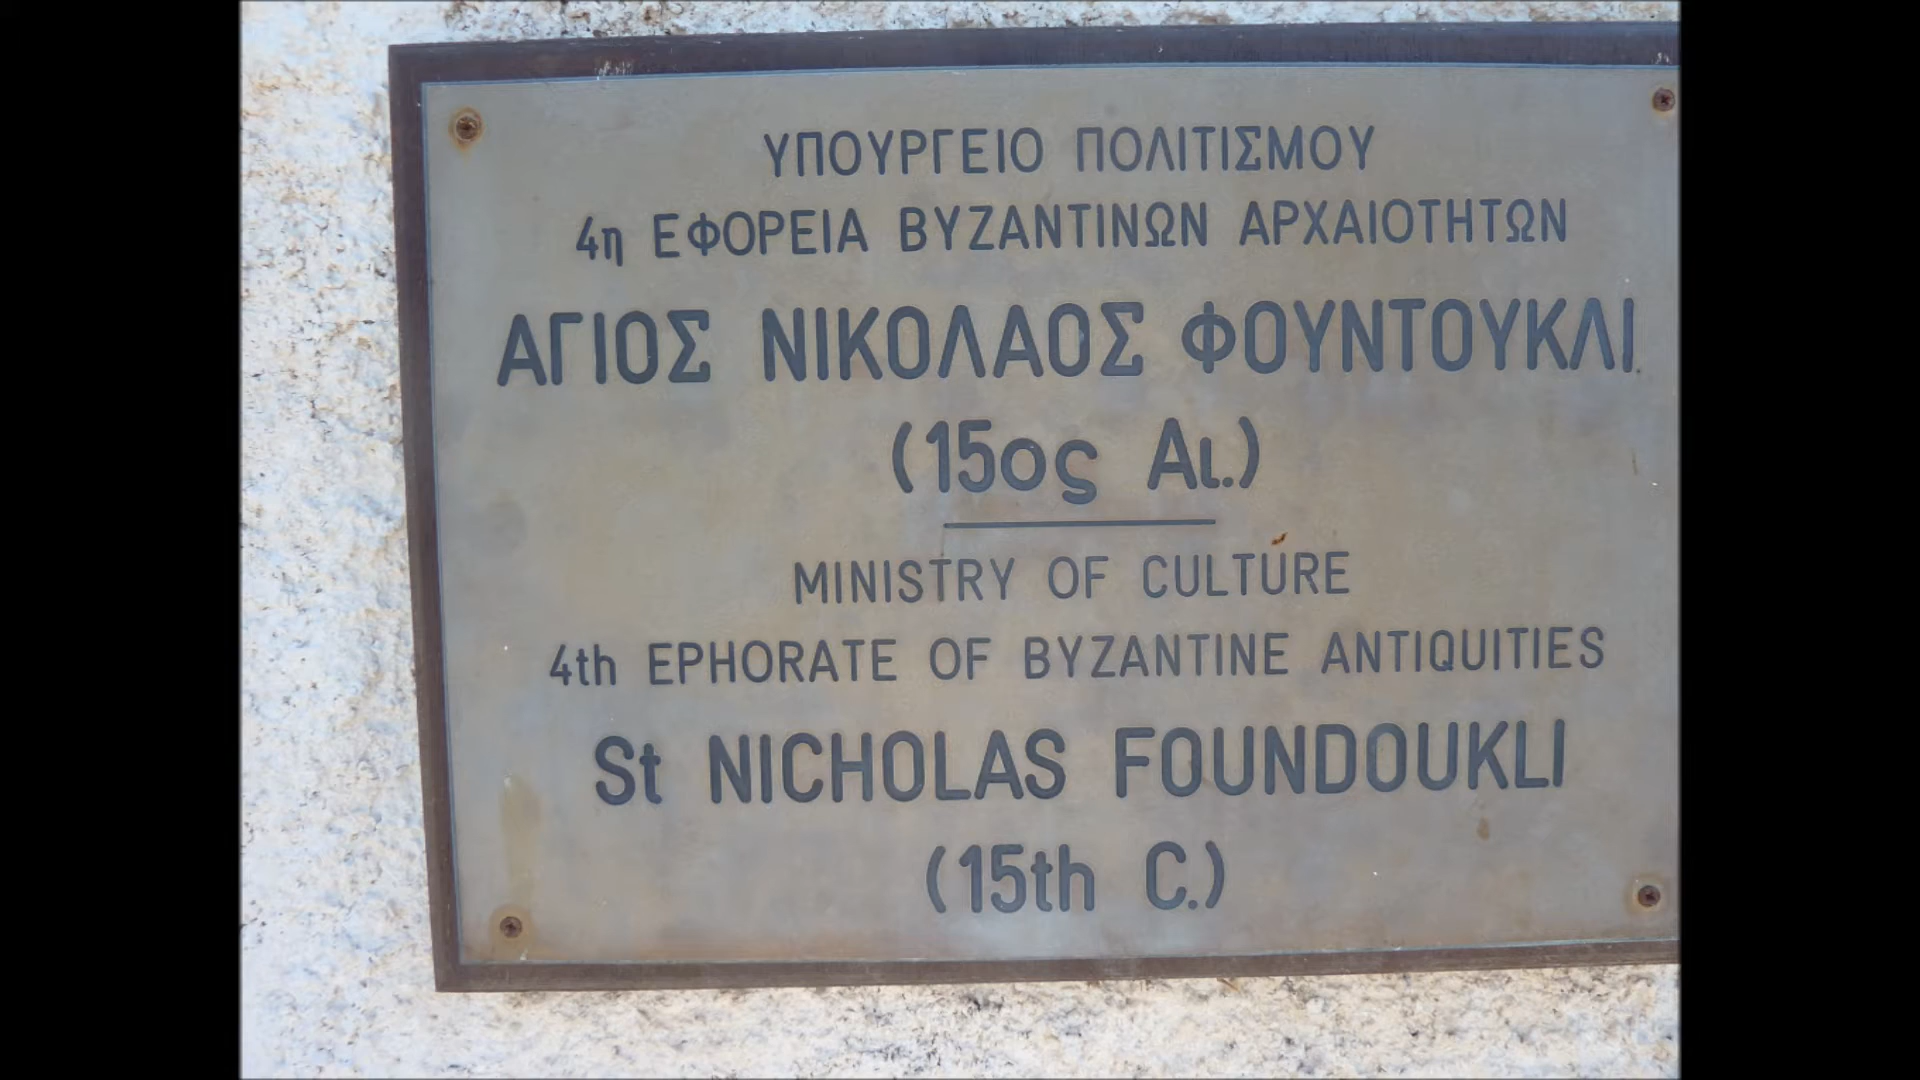 ΥΠΟΥΡΓΕΙΟ ΠΟΛΙΤΙΣΜΟΥ
4η ΕΦΟΡΕΙΑ ΒΥΖΑΝΤΙΝΩΝ ΑΡΧΑΙΟΤΗΤΩΝ
ΑΓΙΟΣ ΝΙΚΟΛΑΟΣ ΦΟΥΝΤΟΥΚΛΙ
(15ος Αι.)
MINISTRY OF CULTURE
4th EPHORATE OF BYZANTINE ANTIQUITIES
St NICHOLAS FOUNDOUKLI
(15th C.)